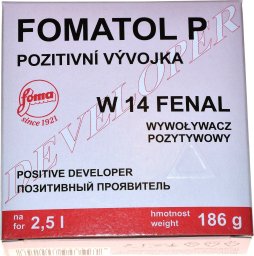 FOMATOL P
POZITIVNÍ VÝVOJKA
DEVELOPER
foma
since 1921
W 14 FENAL
WYWOŁYWACZ
POZYTYWOWY
POSITIVE DEVELOPER
ПОЗИТИВНЫЙ ПРОЯВИТЕЛЬ
na
for 2,5 l
hmotnost
weight 186 g